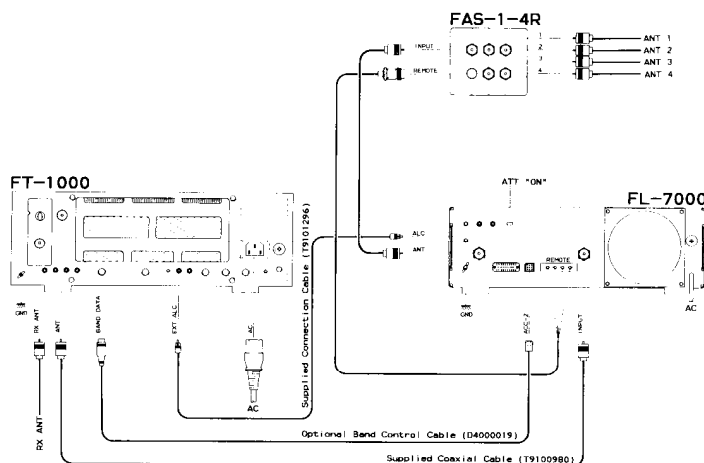 FAS-1-4R
INPUT
REMOTE
1
2
3
4
ANT 1
ANT 2
ANT 3
ANT 4
FT-1000
ATT "ON"
FL-7000
ALC
ANT
REMOTE
GND
RX ANT
ANT
BAND DATA
EXT ALC
AC
AC
RX ANT
Supplied Connection Cable (T9101296)
GND
ACC-2
INPUT
AC
Optional Band Control Cable (D4000019)
Supplied Coaxial Cable (T9100980)